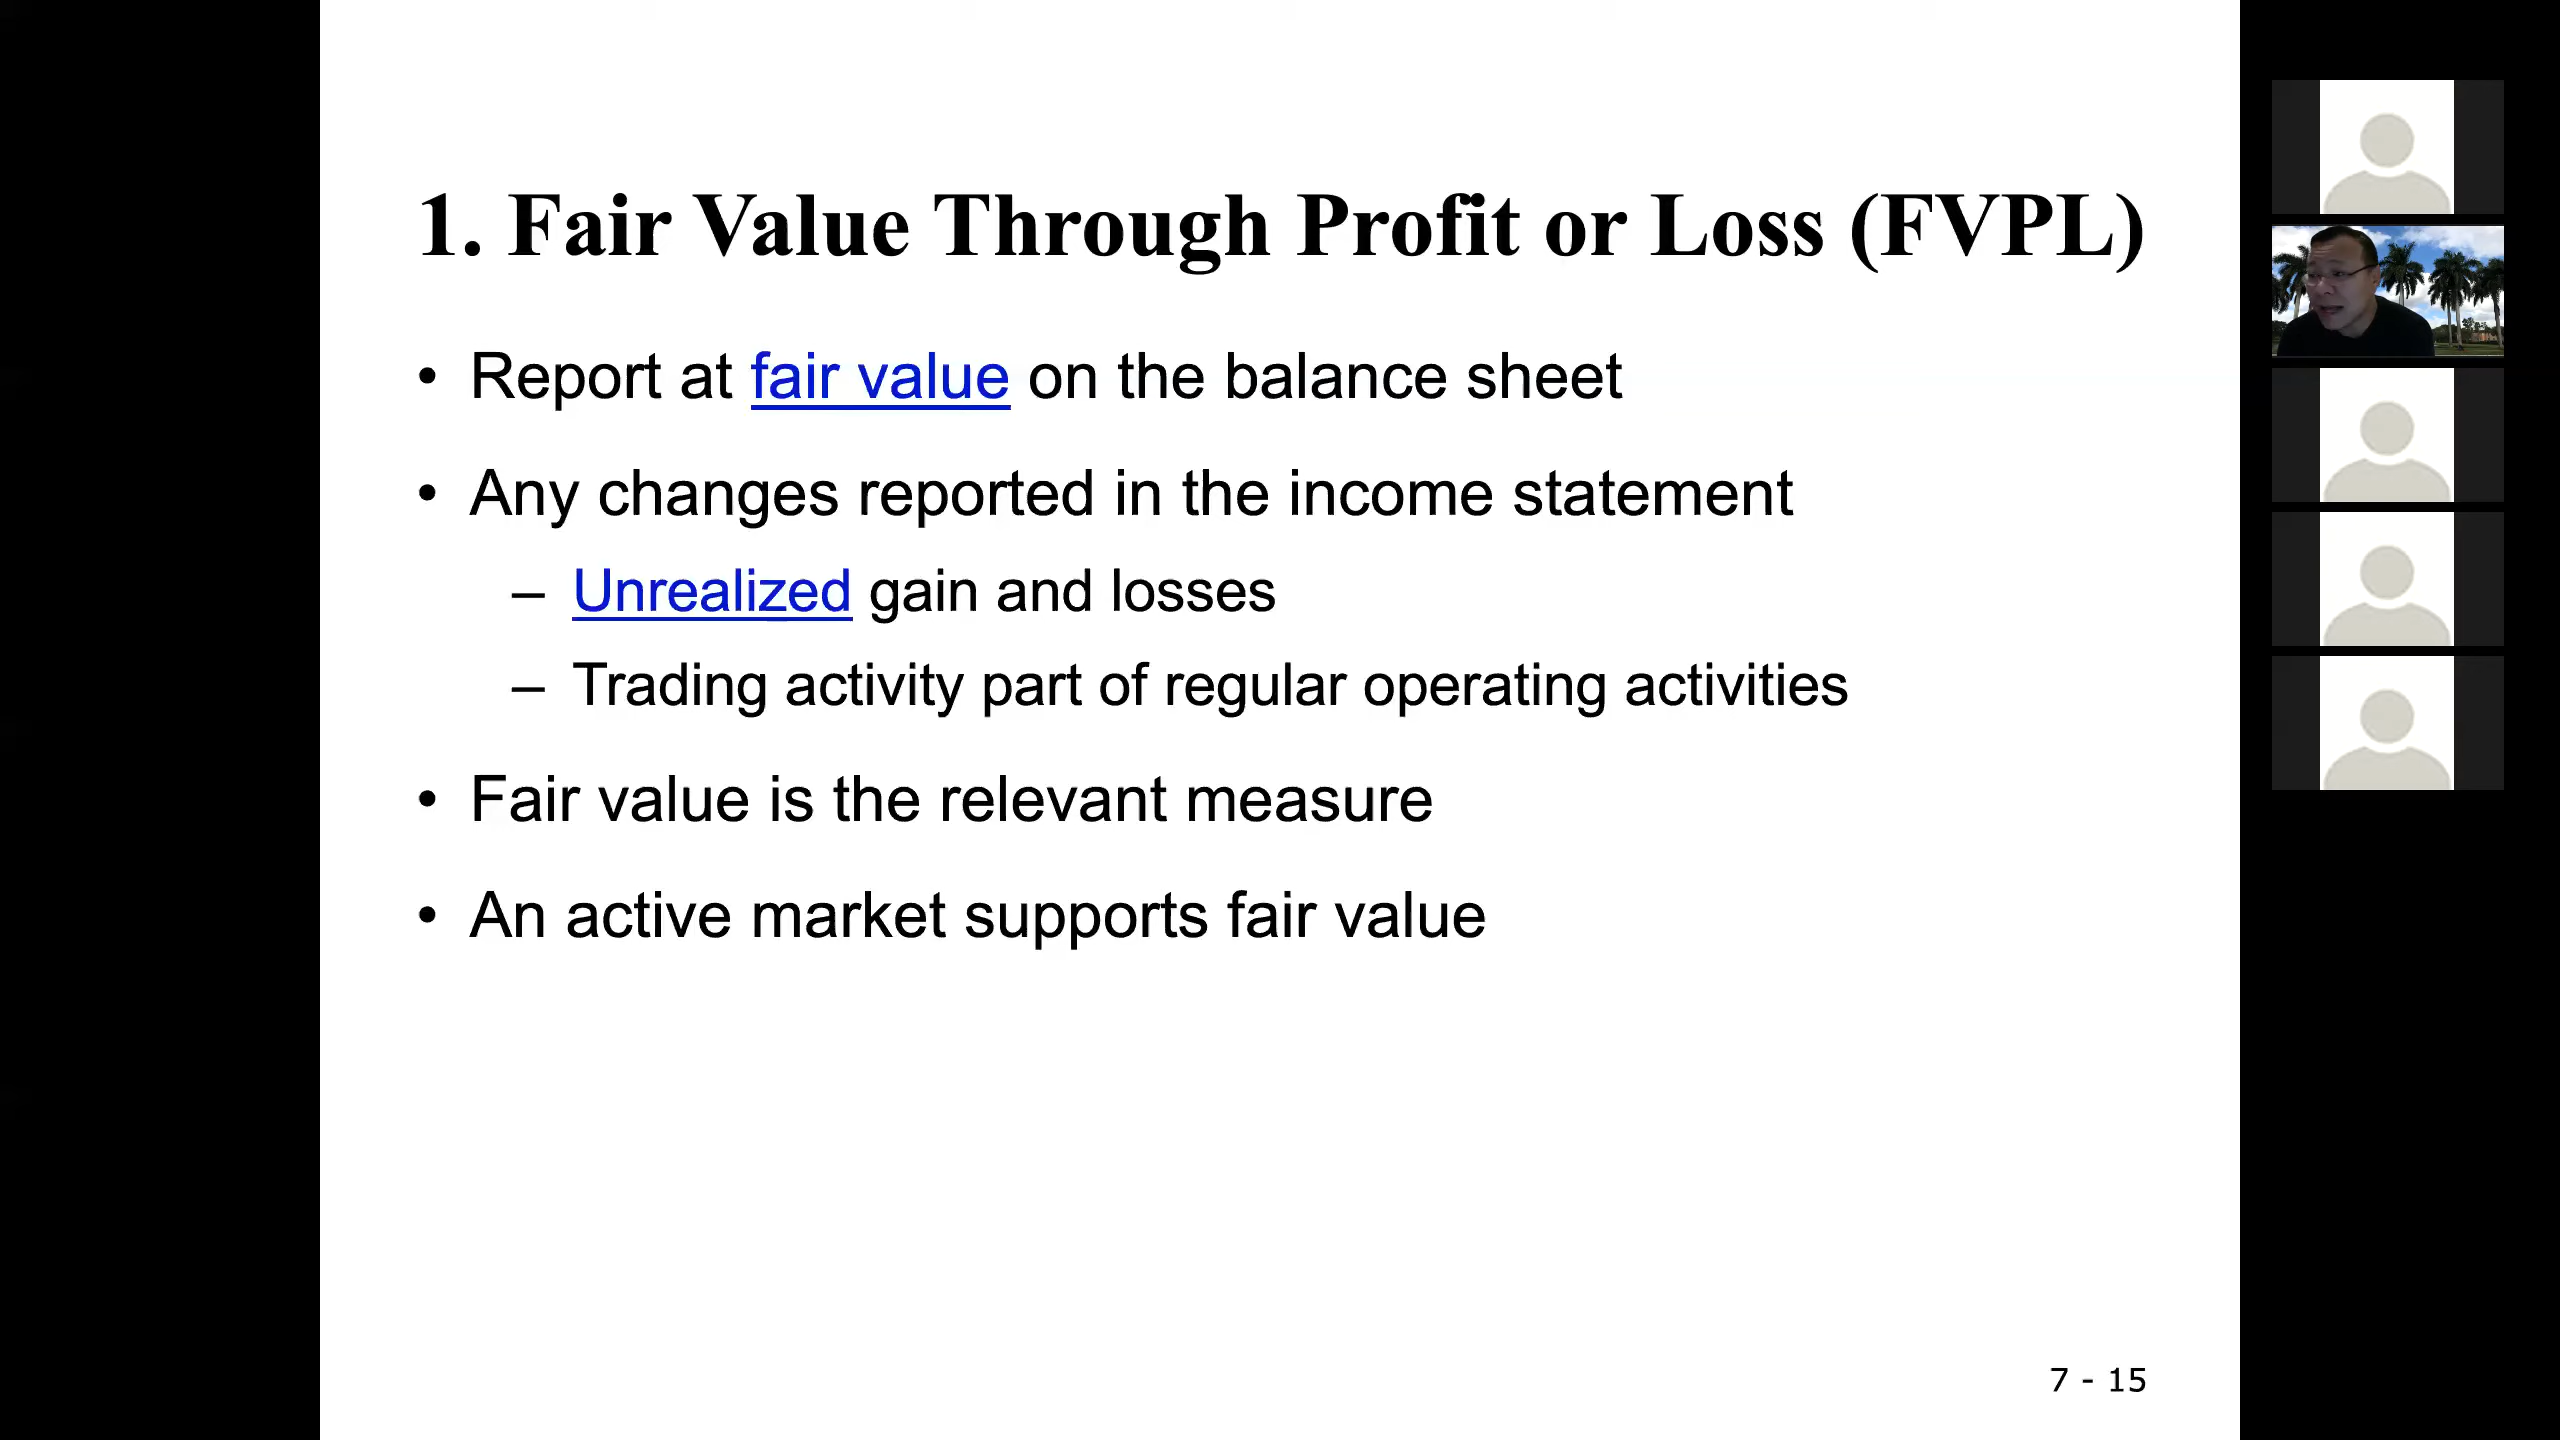 1. Fair Value Through Profit or Loss (FVPL)
• Report at fair value on the balance sheet
• Any changes reported in the income statement
– Unrealized gain and losses
– Trading activity part of regular operating activities
• Fair value is the relevant measure
• An active market supports fair value
7 - 15